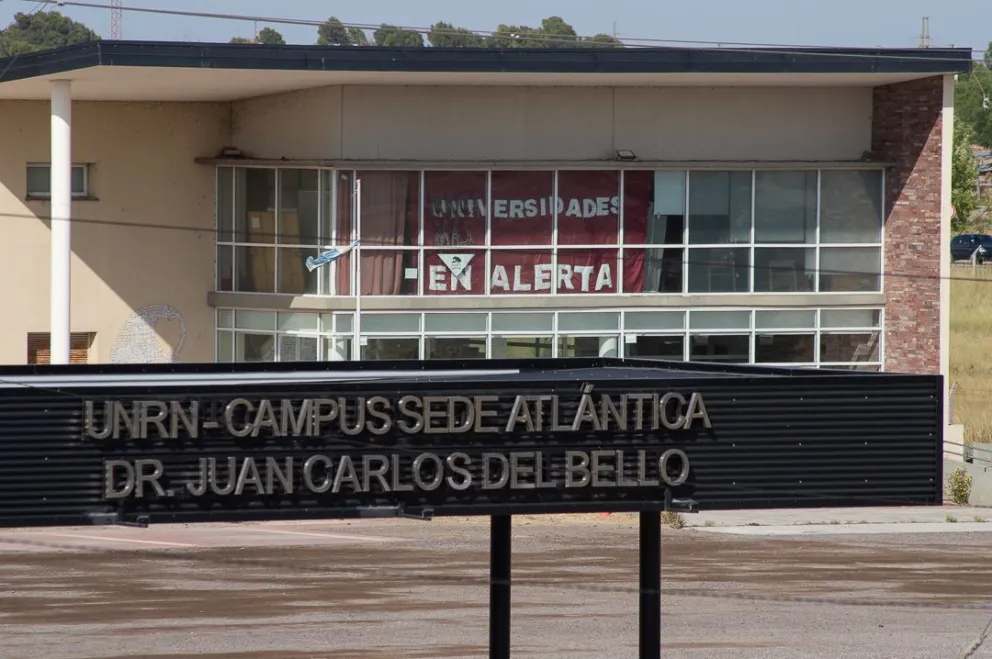 UNIVERSIDADES
EN ALERTA
UNRN - CAMPUS SEDE ATLÁNTICA
DR. JUAN CARLOS DEL BELLO